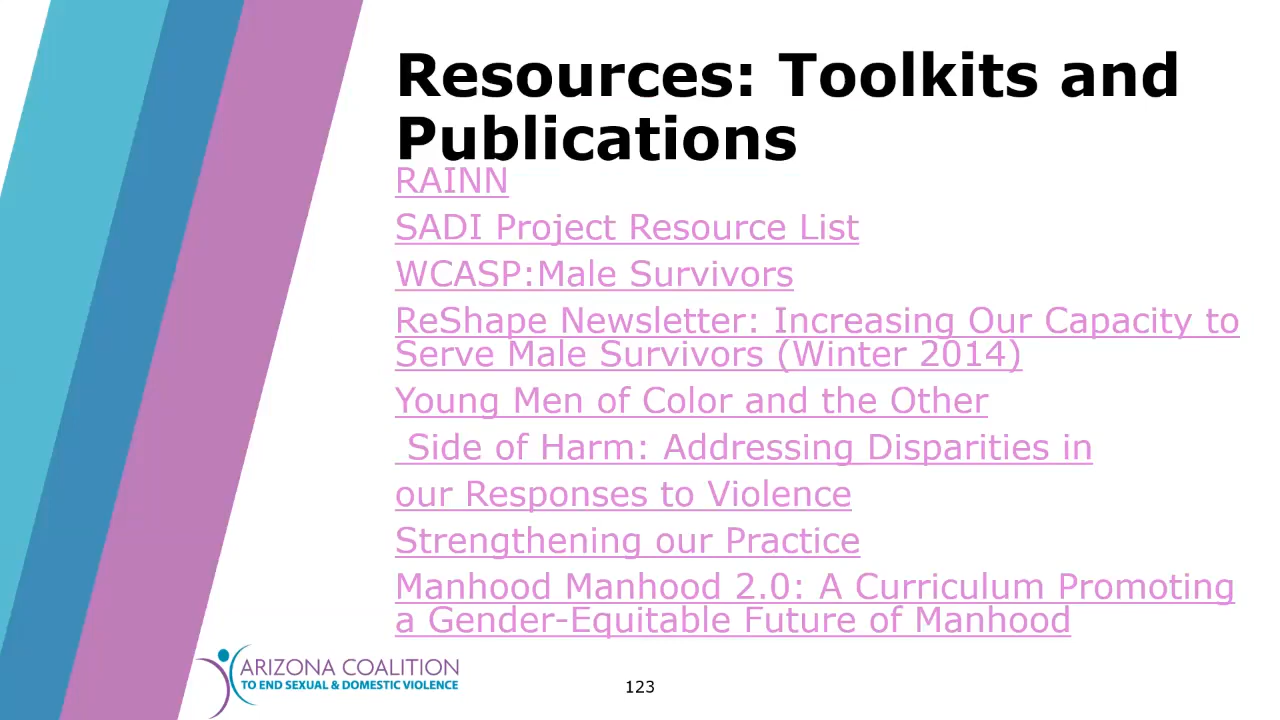 Resources: Toolkits and
Publications
RAINN
SADI Project Resource List
WCASP:Male Survivors
ReShape Newsletter: Increasing Our Capacity to
Serve Male Survivors (Winter 2014)
Young Men of Color and the Other
Side of Harm: Addressing Disparities in
our Responses to Violence
Strengthening our Practice
Manhood Manhood 2.0: A Curriculum Promoting
a Gender-Equitable Future of Manhood
ARIZONA COALITION
TO END SEXUAL & DOMESTIC VIOLENCE
123